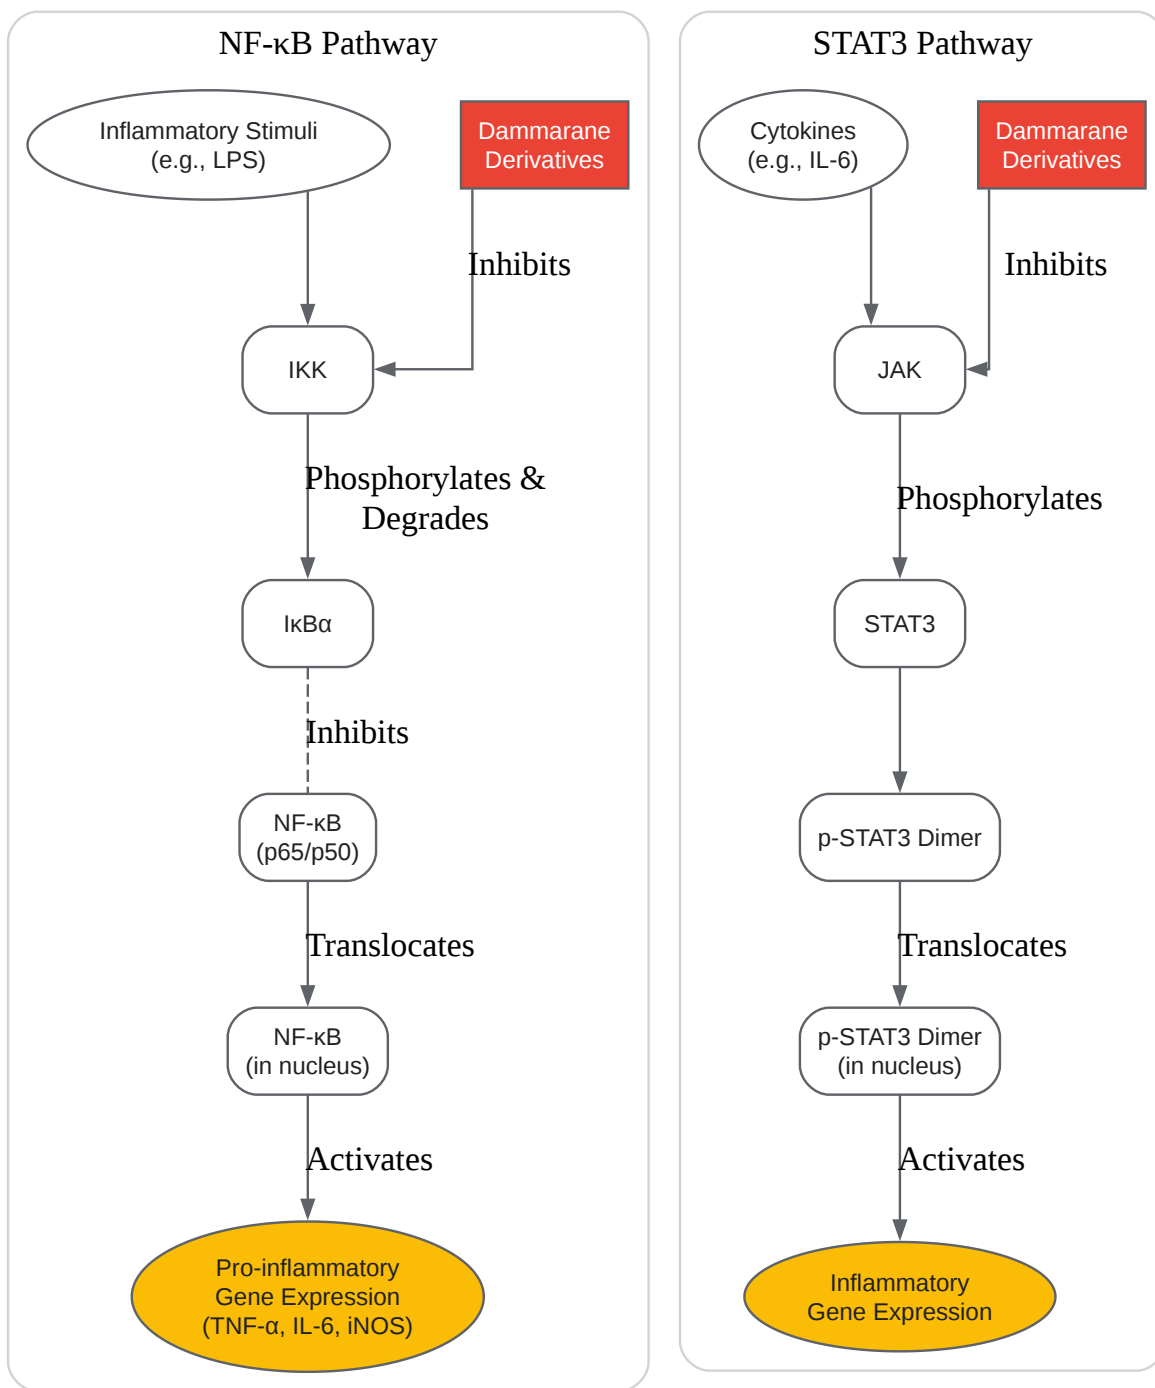 NF-κB Pathway
Inflammatory Stimuli
(e.g., LPS)
Dammarane
Derivatives
Inhibits
IKK
Phosphorylates &
Degrades
IκBα
Inhibits
NF-κB
(p65/p50)
Translocates
NF-κB
(in nucleus)
Activates
Pro-inflammatory
Gene Expression
(TNF-α, IL-6, iNOS)
STAT3 Pathway
Cytokines
(e.g., IL-6)
Dammarane
Derivatives
Inhibits
JAK
Phosphorylates
STAT3
p-STAT3 Dimer
Translocates
p-STAT3 Dimer
(in nucleus)
Activates
Inflammatory
Gene Expression